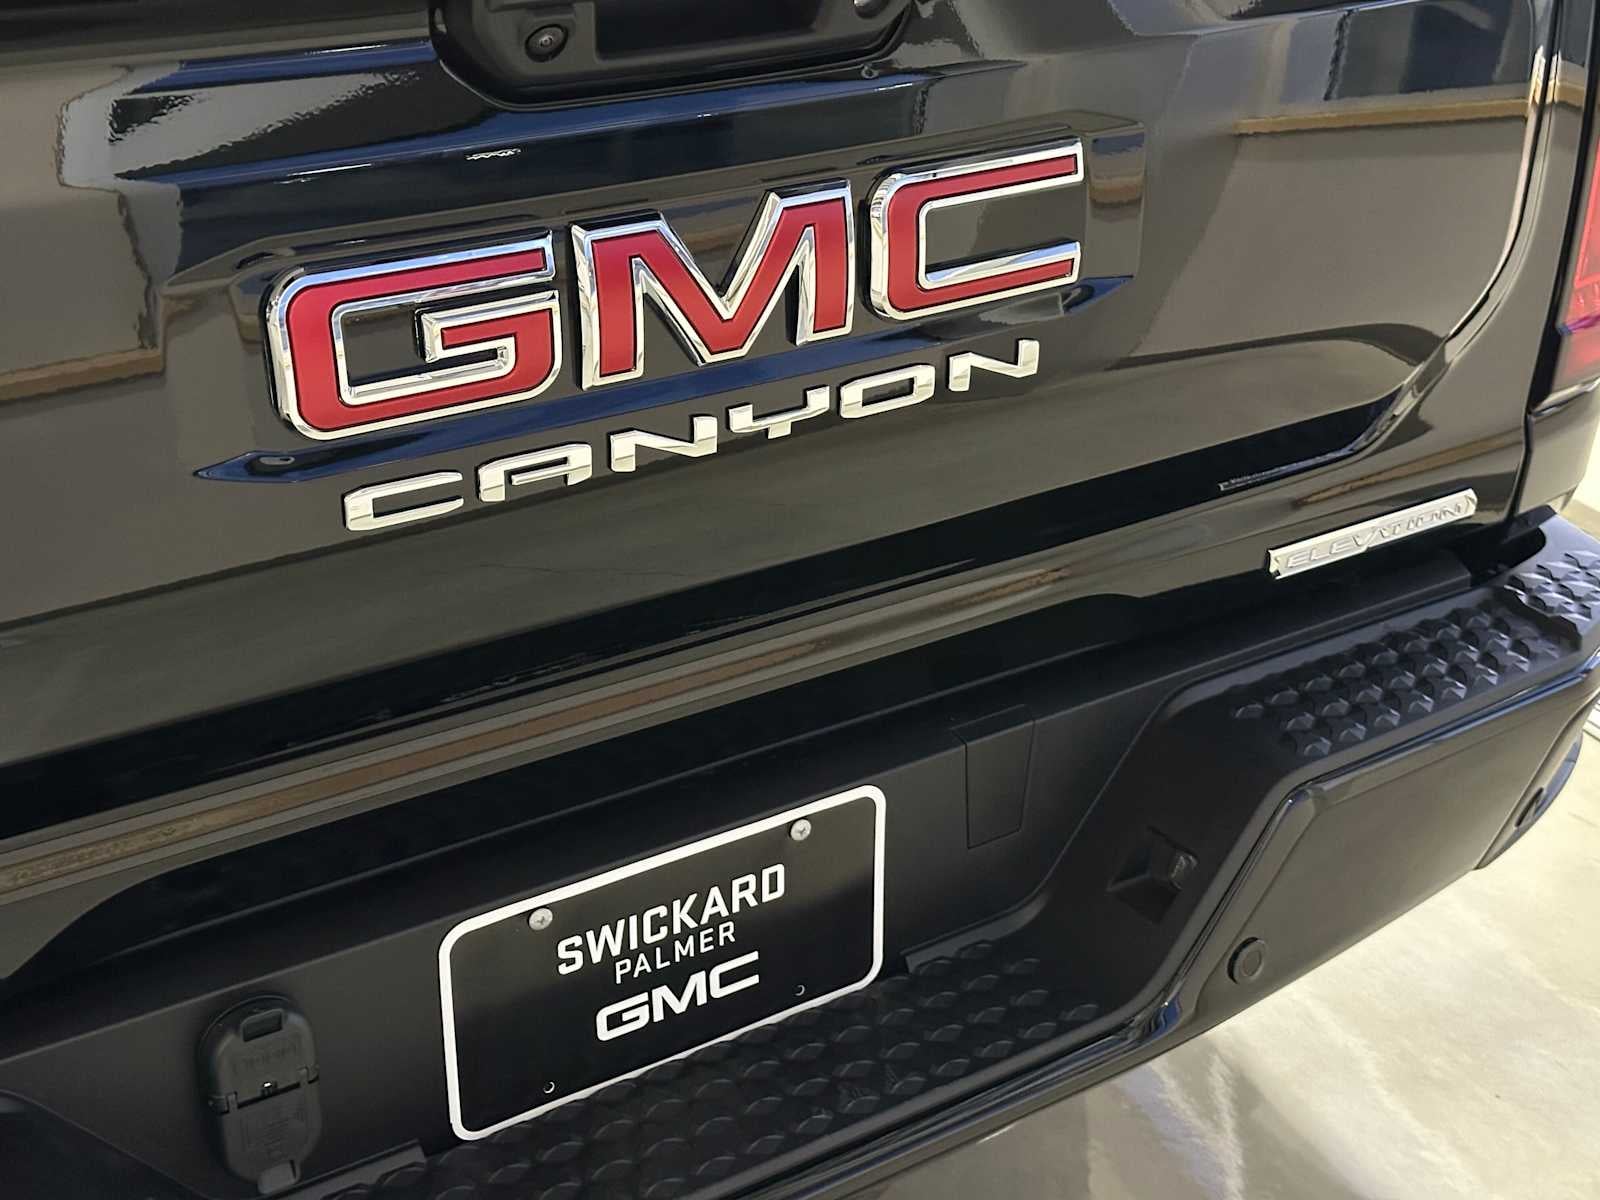 GMC
CANYON
ELEVATION
SWICKARD
PALMER
GMC